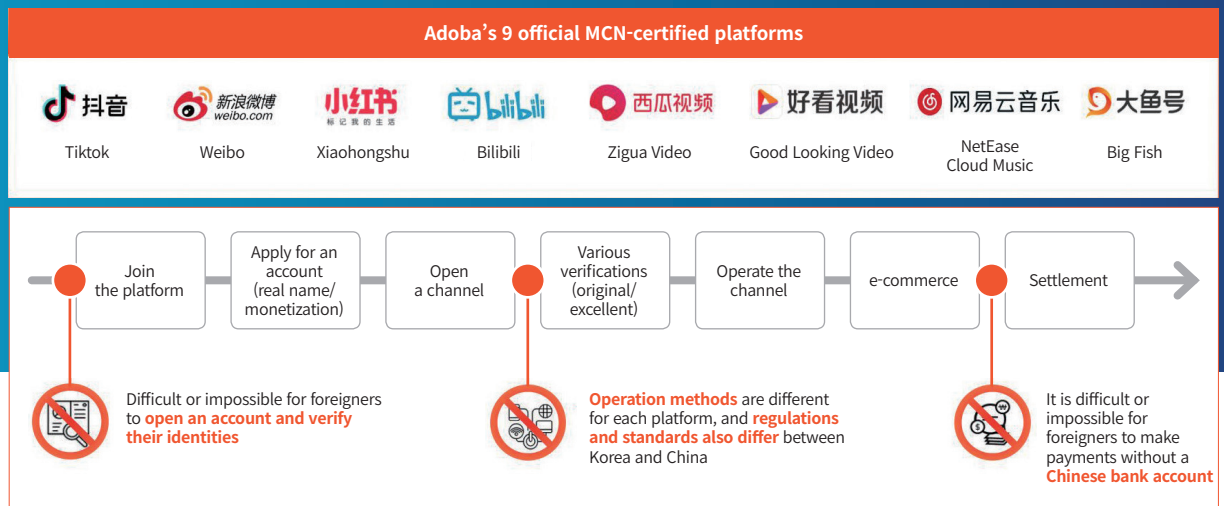 Adoba’s 9 official MCN-certified platforms
抖音
新浪微博
weibo.com
小红书
标记我的生活
bilibili
西瓜视频
好看视频
网易云音乐
大鱼号
Tiktok
Weibo
Xiaohongshu
Bilibili
Zigua Video
Good Looking Video
NetEase
Cloud Music
Big Fish
Join
the platform
Apply for an
account
(real name/
monetization)
Open
a channel
Various
verifications
(original/
excellent)
Operate the
channel
e-commerce
Settlement
Difficult or impossible for foreigners
to open an account and verify
their identities
Operation methods are different
for each platform, and regulations
and standards also differ between
Korea and China
It is difficult or
impossible for
foreigners to make
payments without a
Chinese bank account